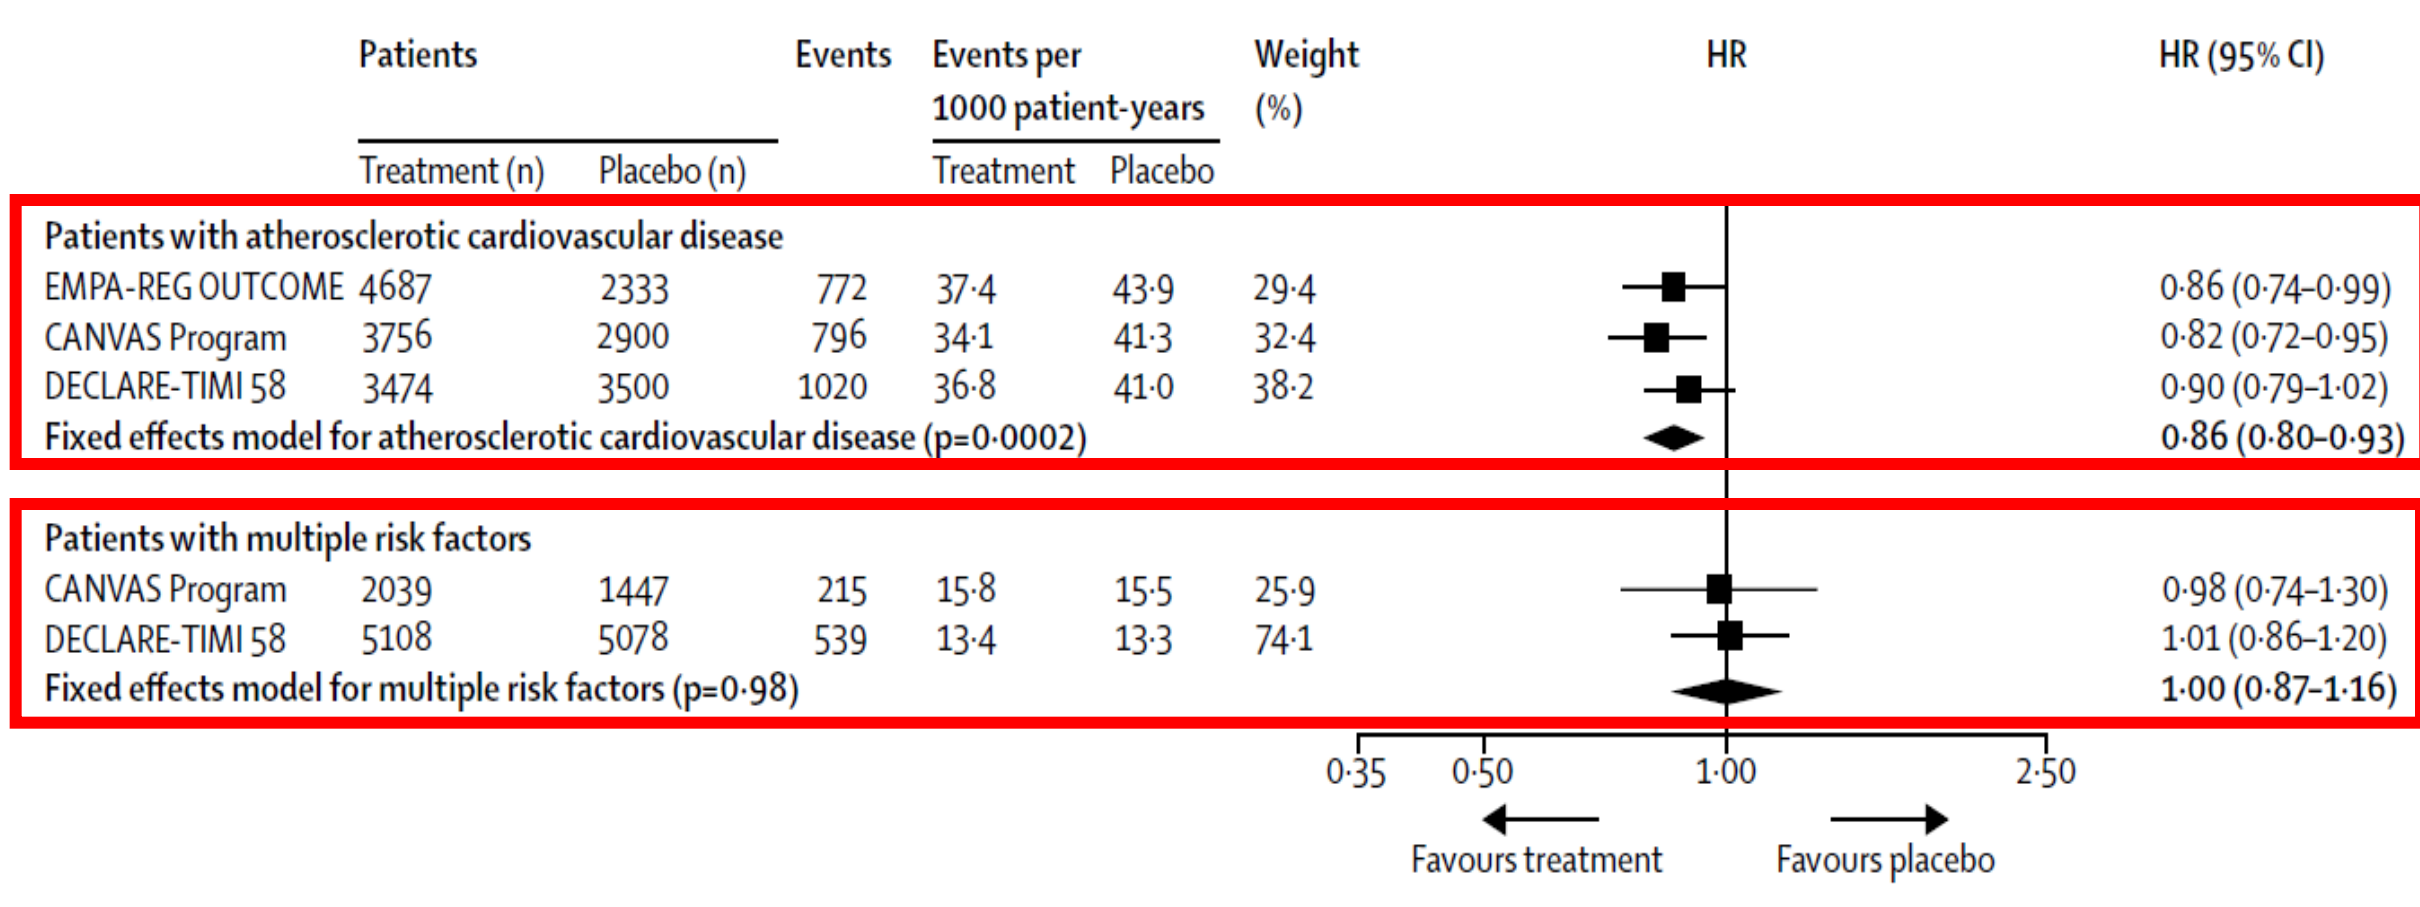 Patients Events Events per Weight HR HR (95% CI)
1000 patient-years (%)
Treatment (n) Placebo (n) Treatment Placebo
Patients with atherosclerotic cardiovascular disease
EMPA-REG OUTCOME 4687 2333 772 37·4 43·9 29·4 0·86 (0·74–0·99)
CANVAS Program 3756 2900 796 34·1 41·3 32·4 0·82 (0·72–0·95)
DECLARE-TIMI 58 3474 3500 1020 36·8 41·0 38·2 0·90 (0·79–1·02)
Fixed effects model for atherosclerotic cardiovascular disease (p=0·0002) 0·86 (0·80–0·93)
Patients with multiple risk factors
CANVAS Program 2039 1447 215 15·8 15·5 25·9 0·98 (0·74–1·30)
DECLARE-TIMI 58 5108 5078 539 13·4 13·3 74·1 1·01 (0·86–1·20)
Fixed effects model for multiple risk factors (p=0·98) 1·00 (0·87–1·16)
0·35 0·50 1·00 2·50
Favours treatment Favours placebo